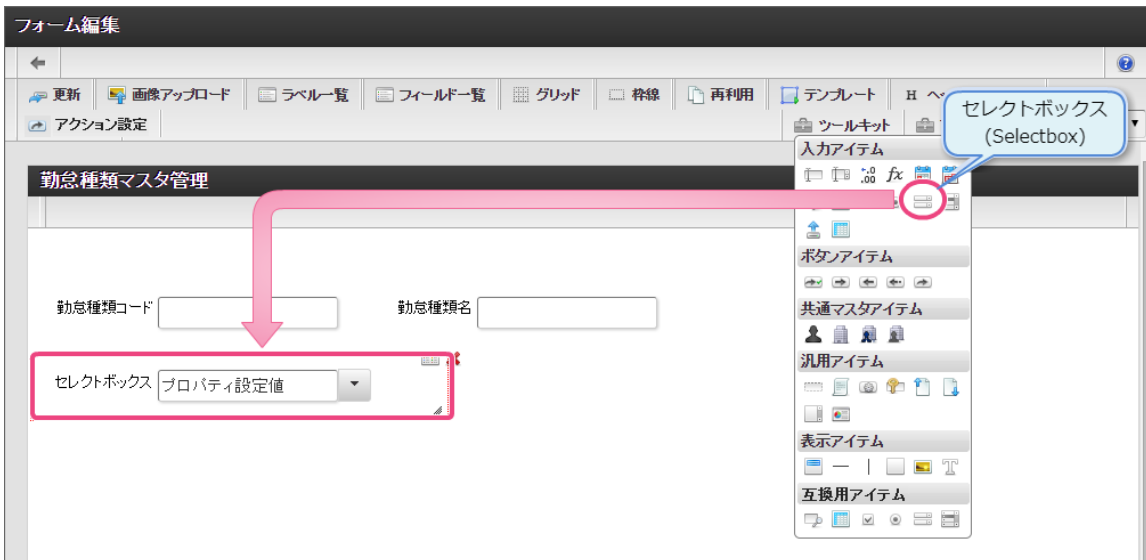 フォーム編集
更新 画像アップロード ラベル一覧 フィールド一覧 グリッド 枠線 再利用 テンプレート H ヘ
アクション設定 ツールキット
セレクトボックス
(Selectbox)
入力アイテム
勤怠種類マスタ管理
fx
ボタンアイテム
勤怠種類コード 勤怠種類名
共通マスタアイテム
汎用アイテム
セレクトボックス プロパティ設定値
表示アイテム
互換用アイテム